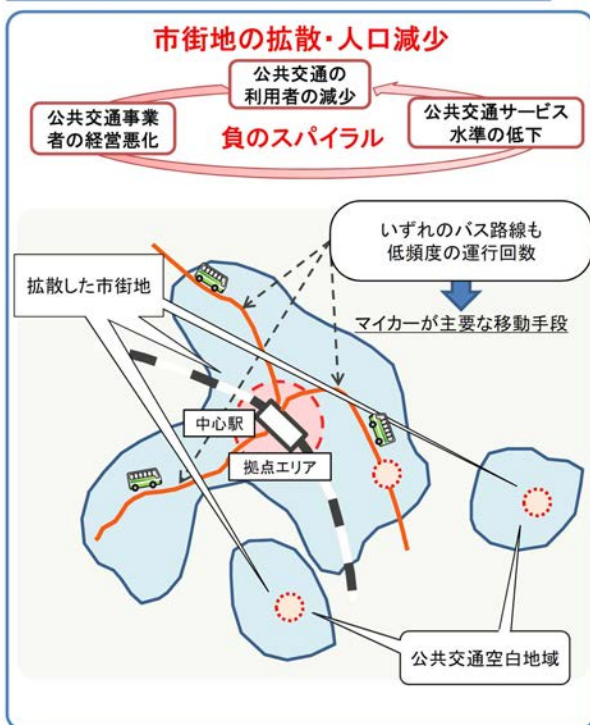 市街地の拡散・人口減少
公共交通の
利用者の減少
公共交通事業
者の経営悪化
負のスパイラル
公共交通サービス
水準の低下
いずれのバス路線も
低頻度の運行回数
拡散した市街地
マイカーが主要な移動手段
中心駅
拠点エリア
公共交通空白地域